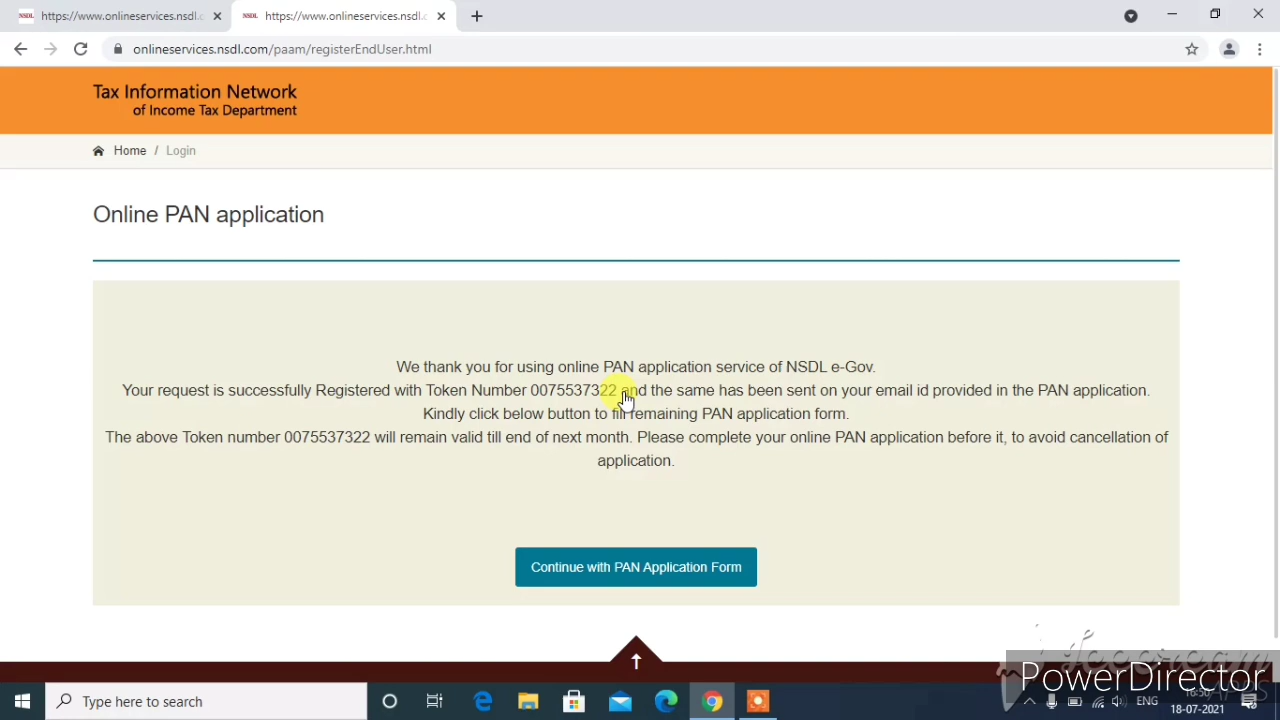 NSDL https://www.onlineservices.nsdl.c
NSDL https://www.onlineservices.nsdl.
onlineservices.nsdl.com/paam/registerEndUser.html
Tax Information Network
of Income Tax Department
Home / Login
Online PAN application
We thank you for using online PAN application service of NSDL e-Gov.
Your request is successfully Registered with Token Number 0075537322 and the same has been sent on your email id provided in the PAN application.
Kindly click below button to fill remaining PAN application form.
The above Token number 0075537322 will remain valid till end of next month. Please complete your online PAN application before it, to avoid cancellation of
application.
Continue with PAN Application Form
PowerDirector
Type here to search
ENG
16:50
18-07-2021